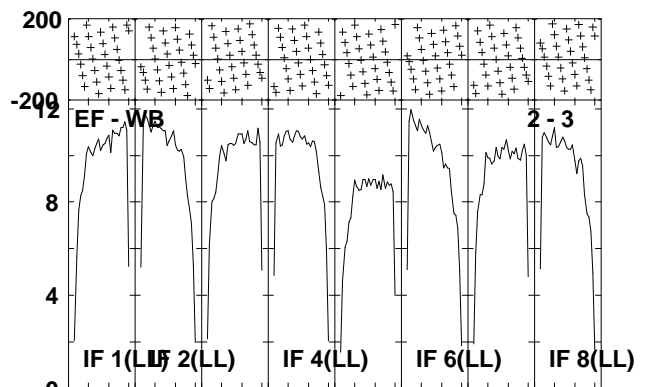 200
-200
12
EF - WB
2 - 3
8
4
IF 1(LL)
IF 2(LL)
IF 4(LL)
IF 6(LL)
IF 8(LL)
0